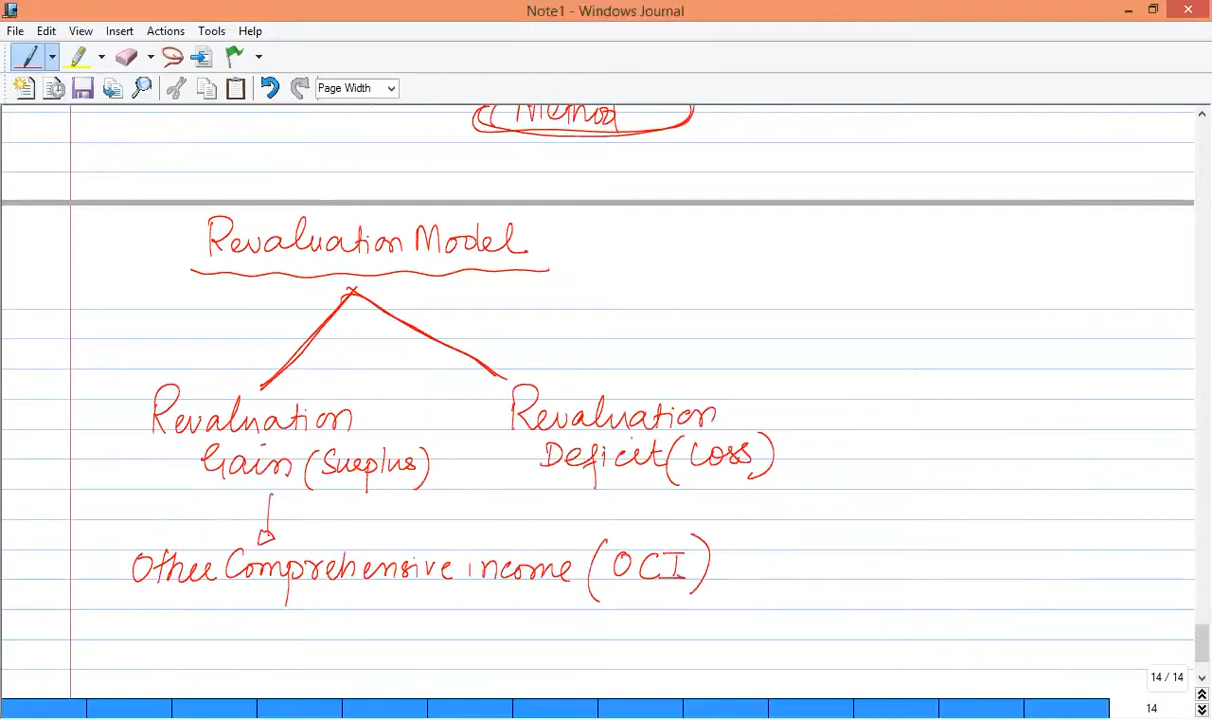 Note1 - Windows Journal
File Edit View Insert Actions Tools Help
Page Width
Method
Revaluation Model
Revaluation
Gain (Surplus)
Revaluation
Deficit (Loss)
Other Comprehensive income (OCI)
14 / 14
14